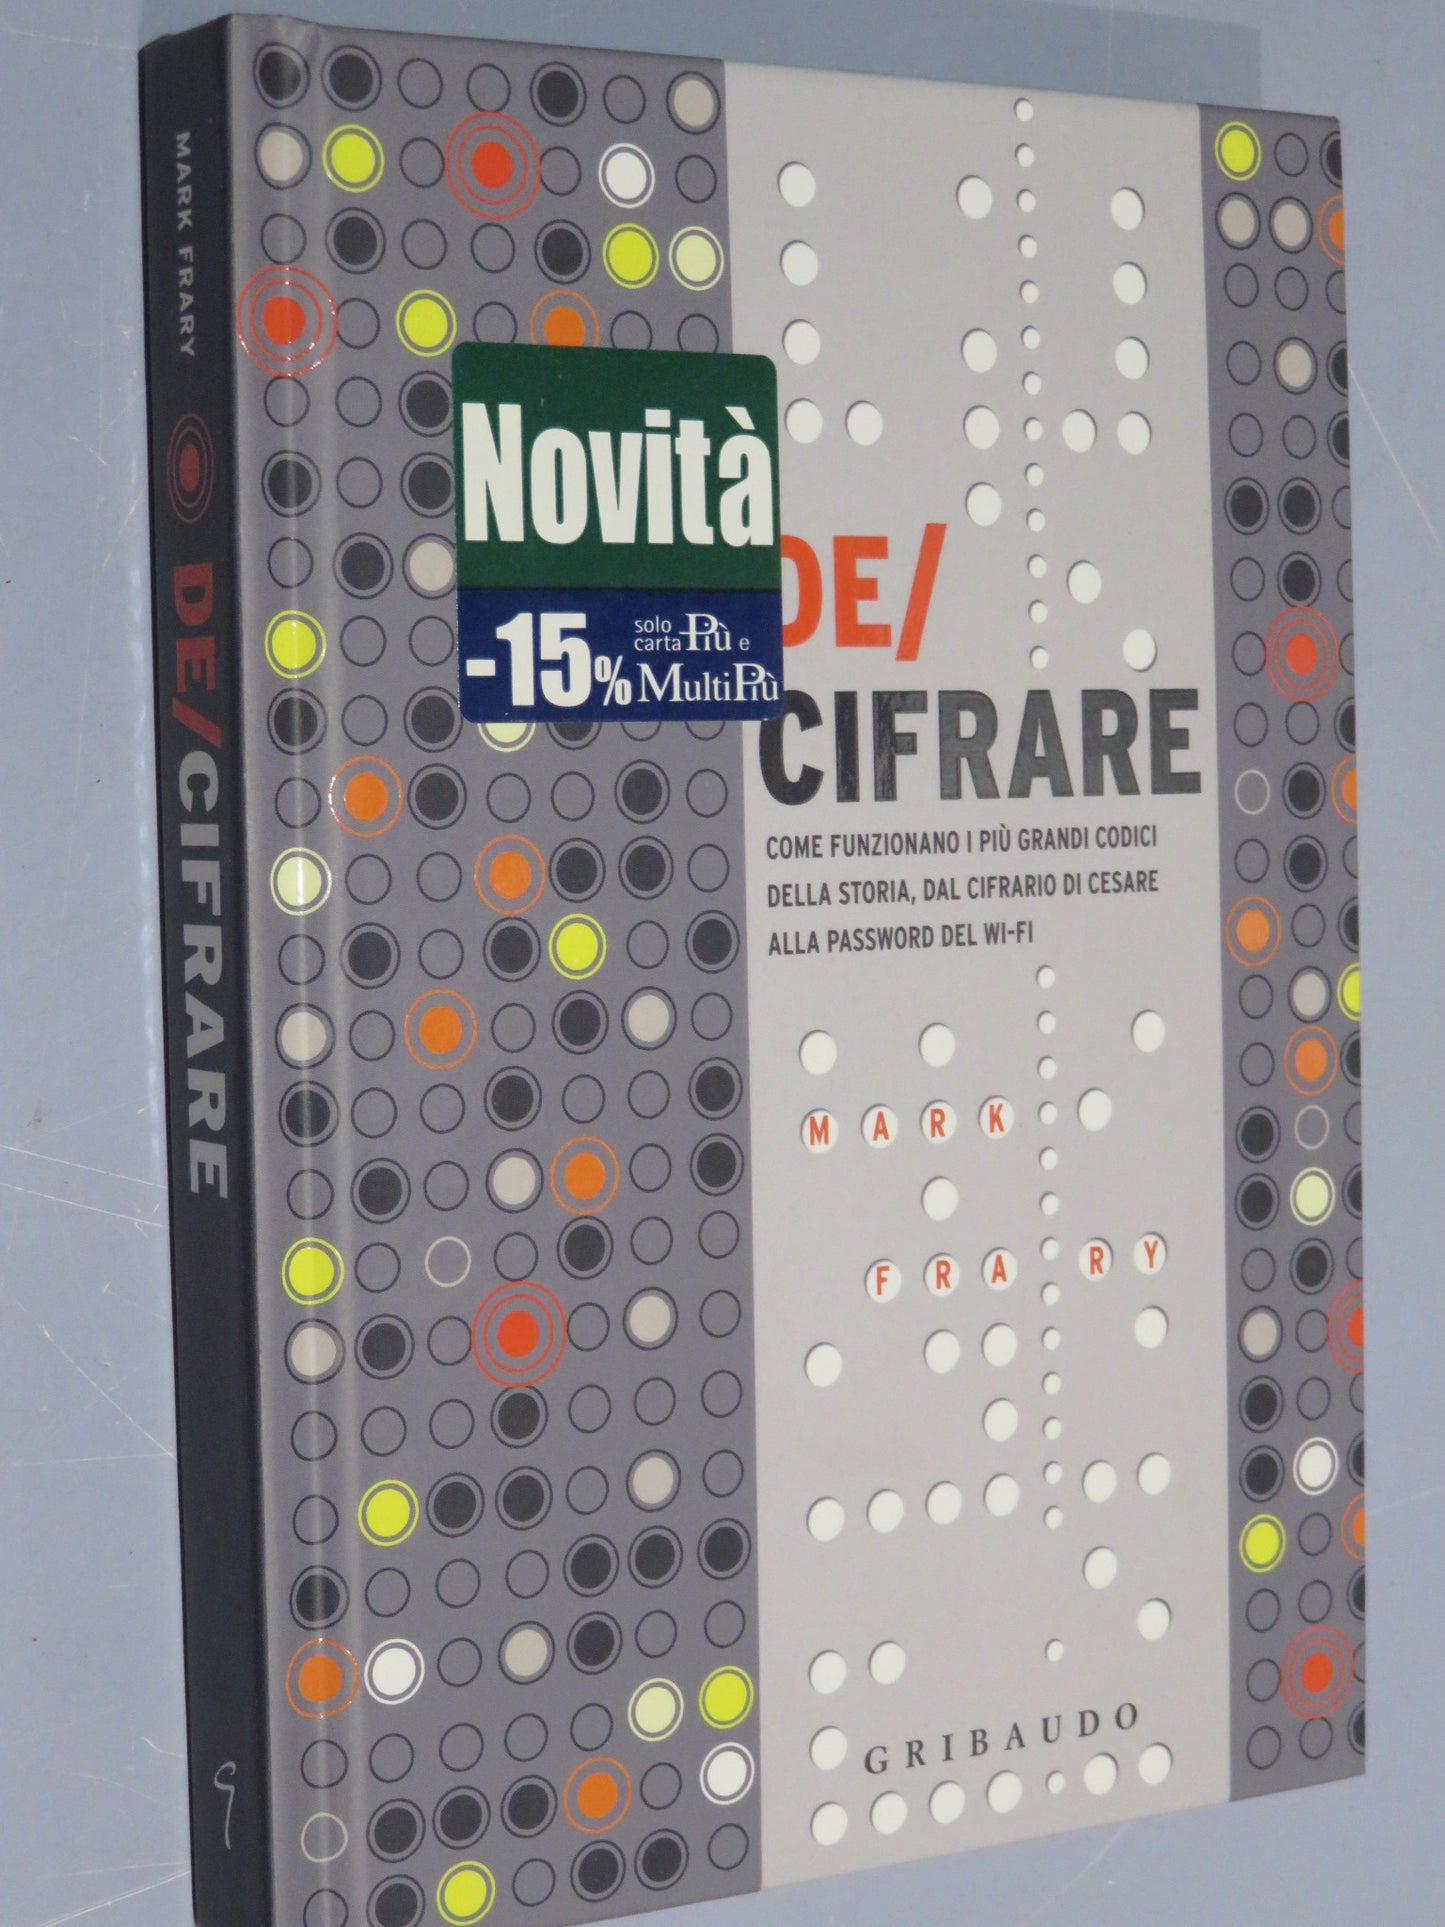 MARK FRARY
DE/CIFRARE
Novità
-15% solo carta Più e MultiPiù
DE/
CIFRARE
COME FUNZIONANO I PIÙ GRANDI CODICI
DELLA STORIA, DAL CIFRARIO DI CESARE
ALLA PASSWORD DEL WI-FI
MARK
FRARY
GRIBAUDO